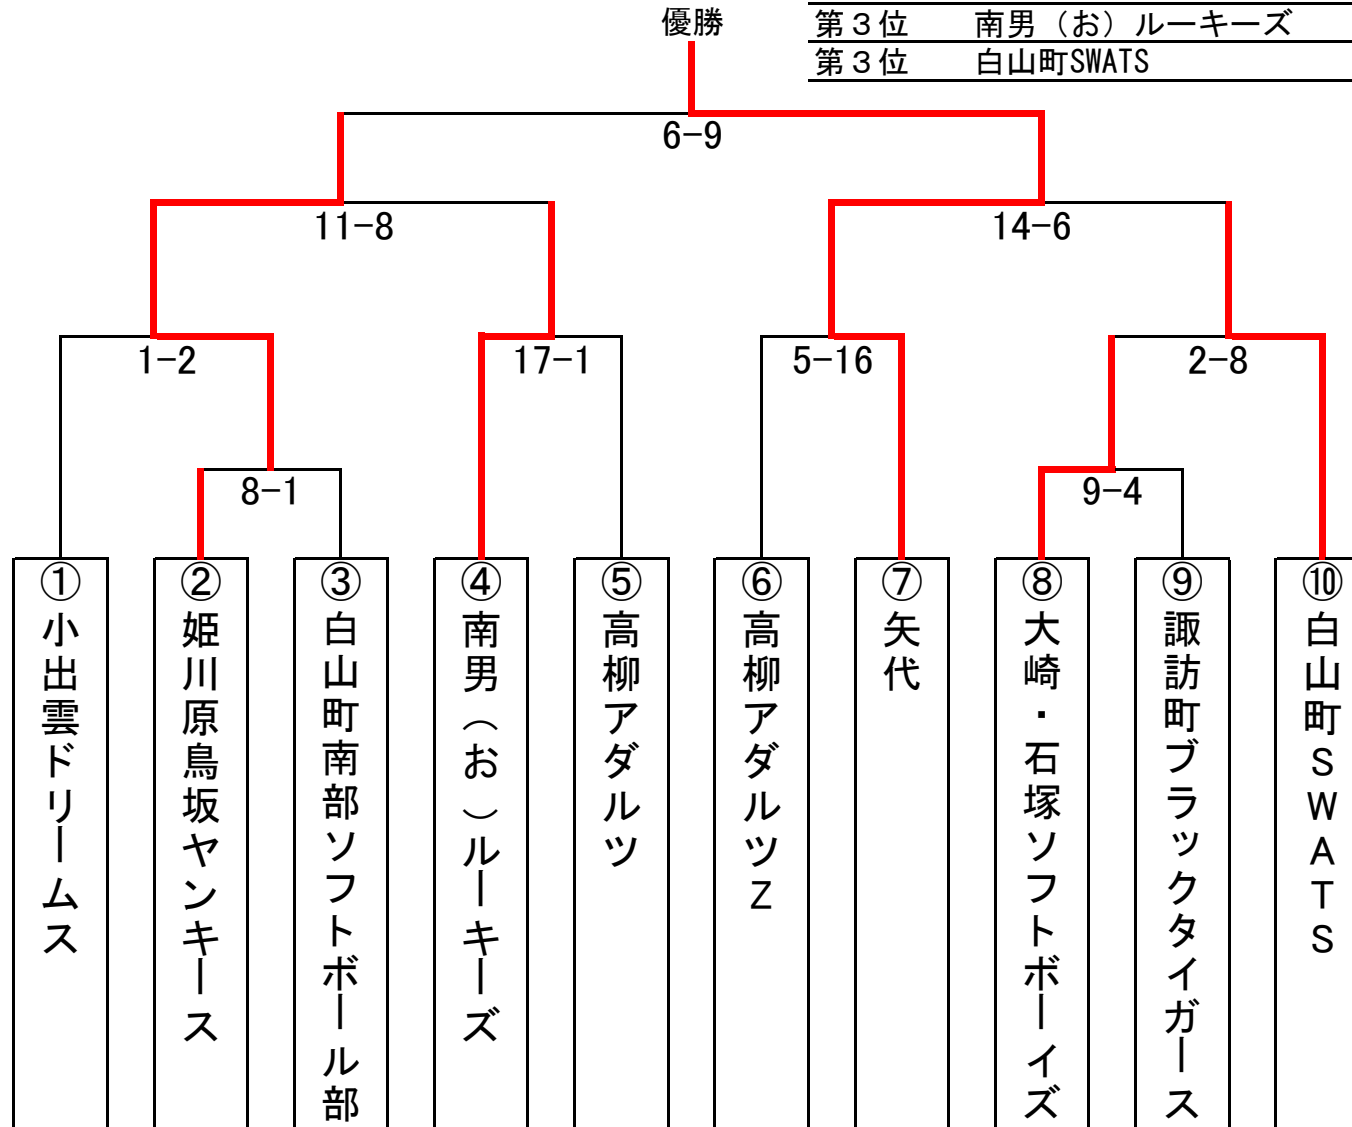 優勝
第３位 南男（お）ルーキーズ
第３位 白山町SWATS
6-9
11-8
14-6
1-2
17-1
5-16
2-8
8-1
9-4
①小出雲ドリームス
②姫川原鳥坂ヤンキース
③白山町南部ソフトボール部
④南男（お）ルーキーズ
⑤高柳アダルツ
⑥高柳アダルツＺ
⑦矢代
⑧大崎・石塚ソフトボーイズ
⑨諏訪町ブラックタイガース
⑩白山町ＳＷＡＴＳ